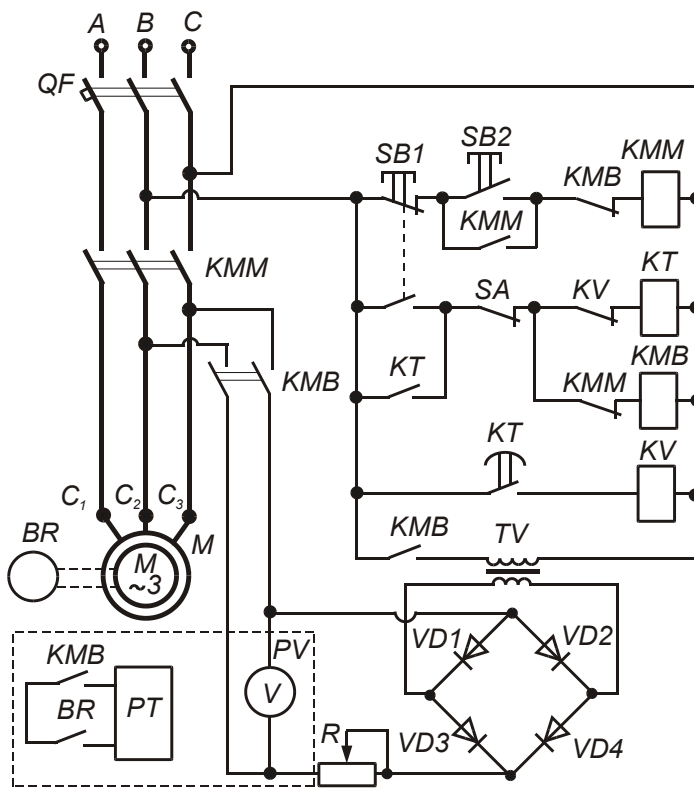 A B C
QF
SB1
SB2
KMM
KMB
KMM
KMM
KT
SA
KV
KMB
KT
KMB
KMM
KT
KV
C1 C2 C3
BR
M
M
~3
KMB
TV
KMB
BR
PT
PV
V
VD1
VD2
R
VD3
VD4